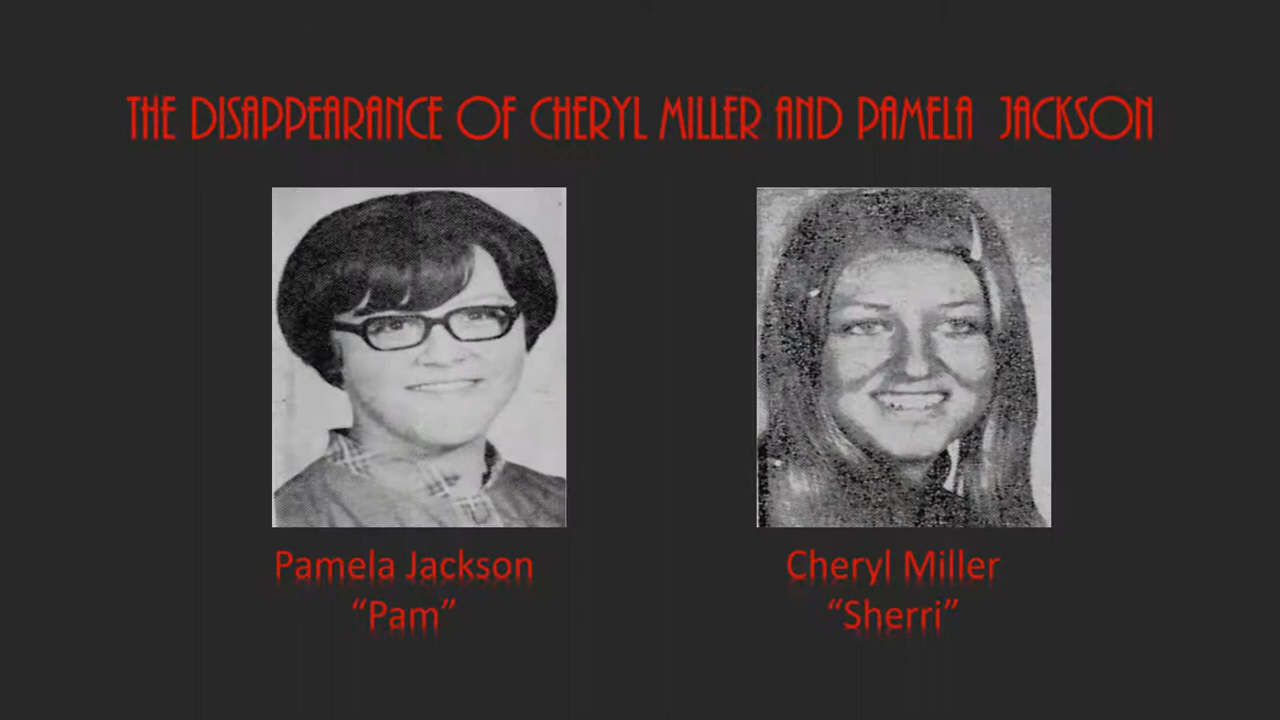 THE DISAPPEARANCE OF CHERYL MILLER AND PAMELA JACKSON
Pamela Jackson
“Pam”
Cheryl Miller
“Sherri”